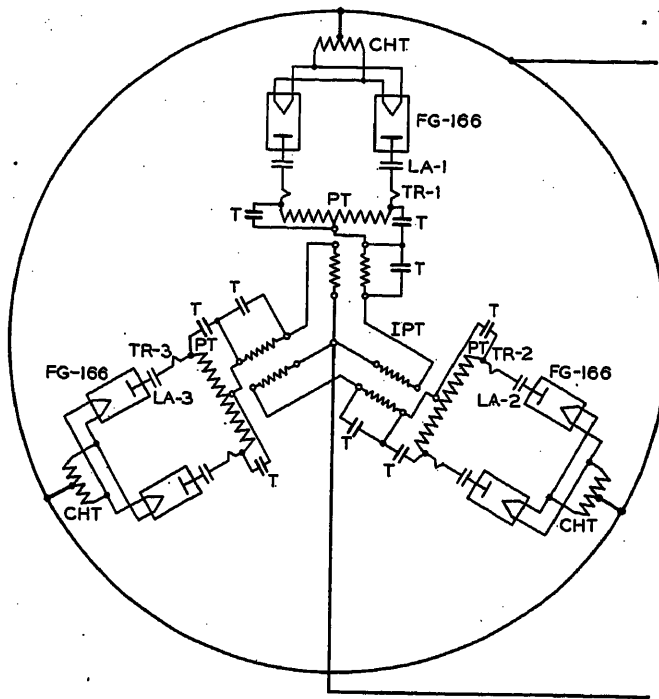 CHT
FG-166
LA-1
TR-1
PT
T
T
T
IPT
T
T
PT
TR-3
FG-166
LA-3
T
CHT
T
PT
TR-2
FG-166
LA-2
T
T
CHT